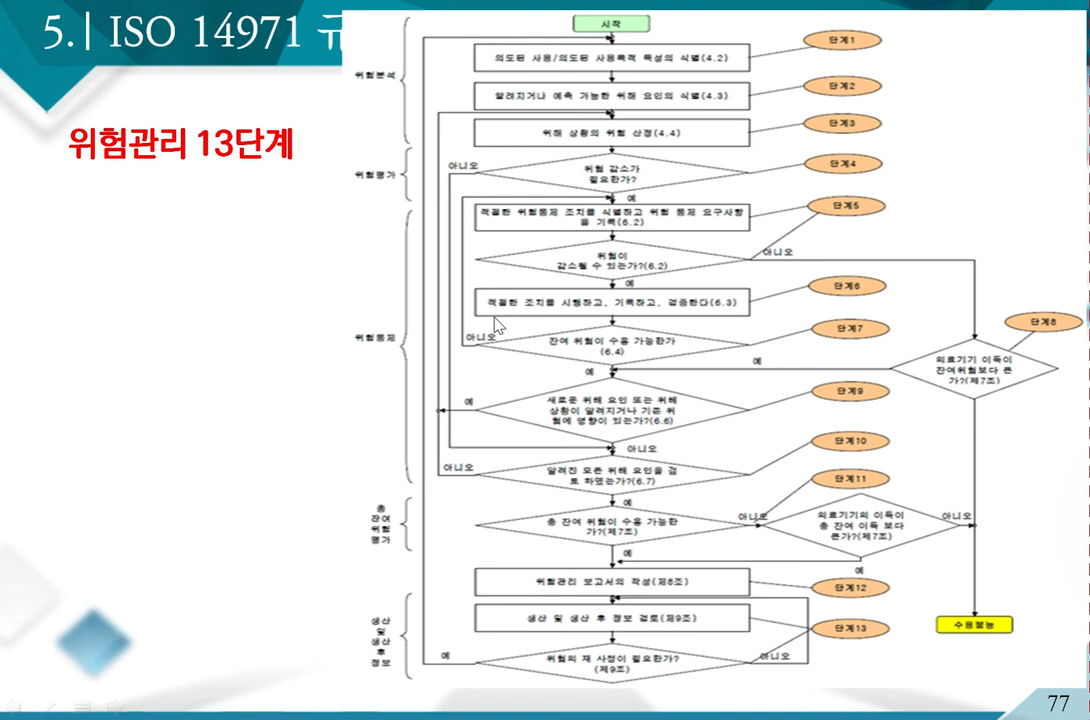 5.| ISO 14971 규
위험관리 13단계
시작
단계1
의도된 사용/의도된 사용목적 특성의 식별(4.2)
위험분석
단계2
알려지거나 예측 가능한 위해 요인의 식별(4.3)
단계3
위해 상황의 위험 산정(4.4)
단계4
아니오
위험 감소가
필요한가?
위험평가
예
단계5
적절한 위험통제 조치를 식별하고 위험 통제 요구사항
을 기록(6.2)
위험이
감소될 수 있는가?(6.2)
아니오
예
단계6
적절한 조치를 시행하고, 기록하고, 검증한다(6.3)
단계7
단계8
위험통제
아니오
잔여 위험이 수용 가능한가
(6.4)
예
예
의료기기 이득이
잔여위험보다 큰
가?(제7조)
단계9
예
새로운 위해 요인 또는 위해
상황이 알려지거나 기존 위
험에 영향이 있는가?(6.6)
단계10
아니오
아니오
알려진 모든 위해 요인을 검
토 하였는가?(6.7)
단계11
예
총
잔여
위험
평가
총 잔여 위험이 수용 가능한
가?(제7조)
아니오
의료기기의 이득이
총 잔여 이득 보다
큰가?(제7조)
아니오
예
예
위험관리 보고서의 작성(제8조)
단계12
생산 및 생산 후 정보 검토(제9조)
단계13
수용불능
생산
및
생산
후
정보
예
위험의 재 사정이 필요한가?
(제9조)
아니오
77